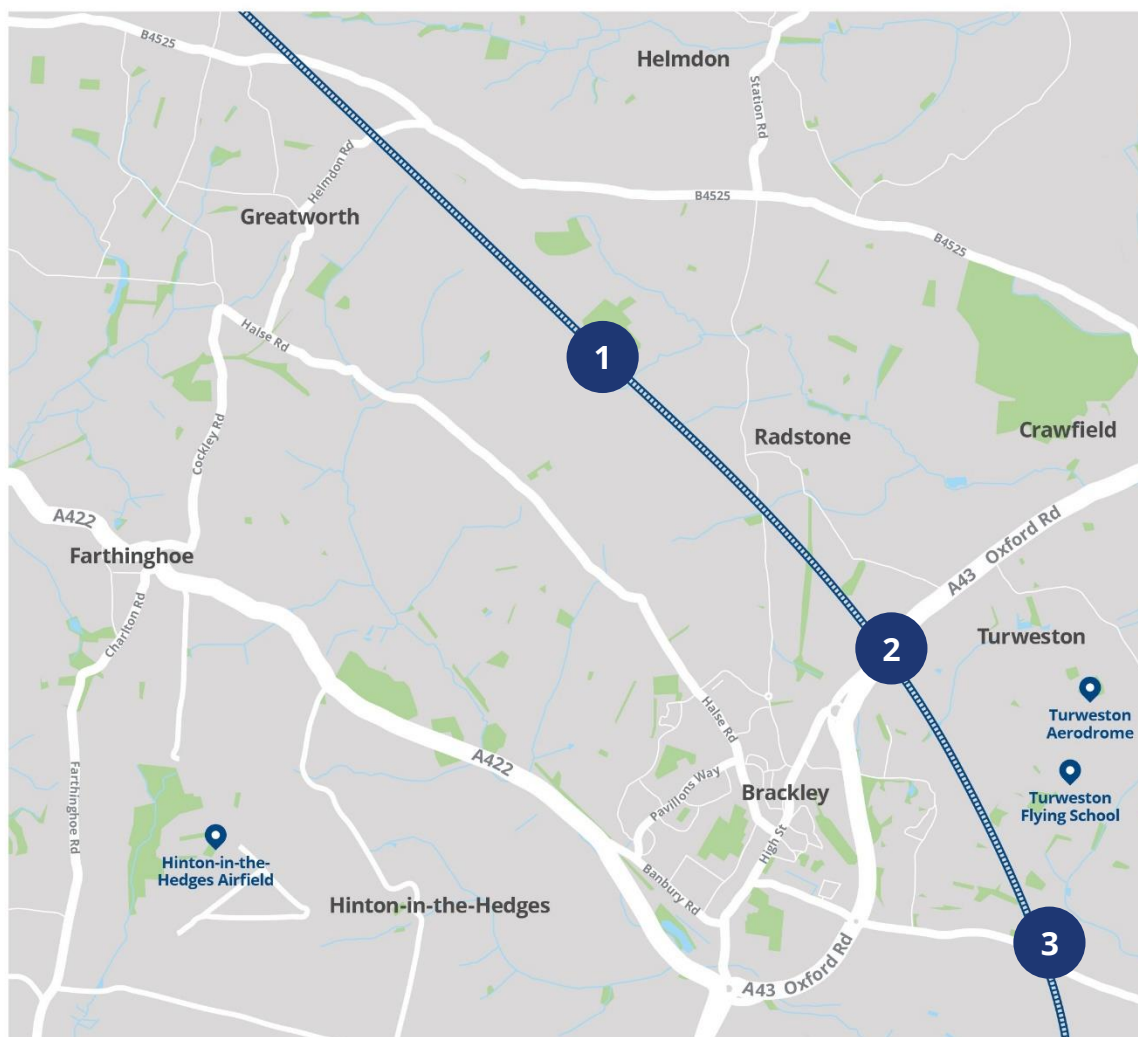 B4525
Helmdon
Station Rd
Helmdon Rd
B4525
Greatworth
B4525
Halse Rd
1
Cockley Rd
Radstone
Crawfield
A422
A43 Oxford Rd
Farthinghoe
Charlton Rd
2
Turweston
Turweston
Aerodrome
Halse Rd
A422
Farthinghoe Rd
Pavillons Way
Brackley
Turweston
Flying School
High St
Hinton-in-the-
Hedges Airfield
Banbury Rd
Hinton-in-the-Hedges
3
A43 Oxford Rd